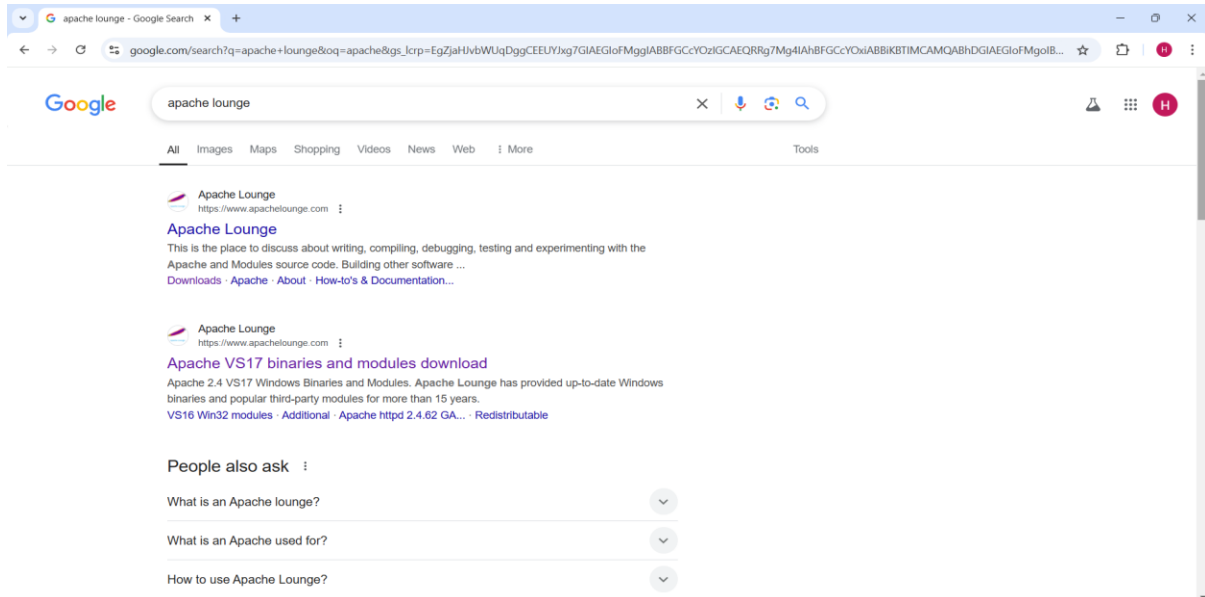 apache lounge - Google Search
google.com/search?q=apache+lounge&oq=apache&gs_lcrp=
Google
apache lounge
H
All Images Maps Shopping Videos News Web More Tools
Apache Lounge
https://www.apachelounge.com
Apache Lounge
This is the place to discuss about writing, compiling, debugging, testing and experimenting with the
Apache and Modules source code. Building other software ...
Downloads · Apache · About · How-to's & Documentation...
Apache Lounge
https://www.apachelounge.com
Apache VS17 binaries and modules download
Apache 2.4 VS17 Windows Binaries and Modules. Apache Lounge has provided up-to-date Windows
binaries and popular third-party modules for more than 15 years.
VS16 Win32 modules · Additional · Apache httpd 2.4.62 GA... · Redistributable
People also ask
What is an Apache lounge?
What is an Apache used for?
How to use Apache Lounge?